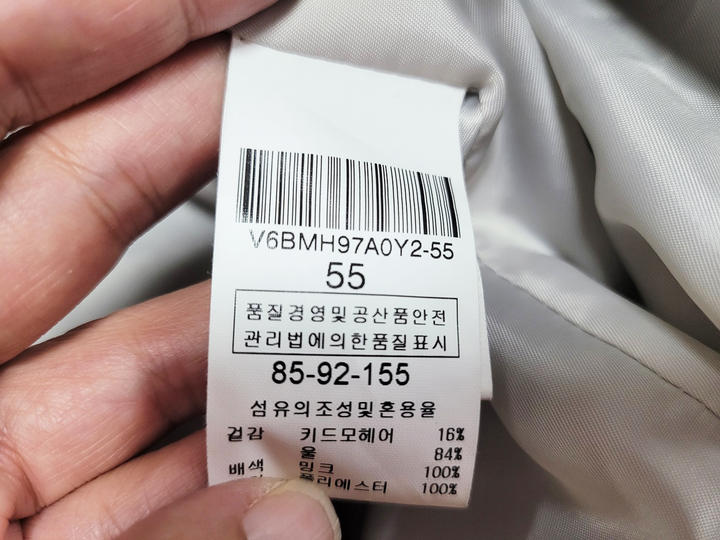 V6BMH97A0Y2-55
55
품질경영및공산품안전
관리법에의한품질표시
85-92-155
섬유의조성및혼용율
겉감 키드모헤어 16%
울 84%
배색 밍크 100%
폴리에스터 100%